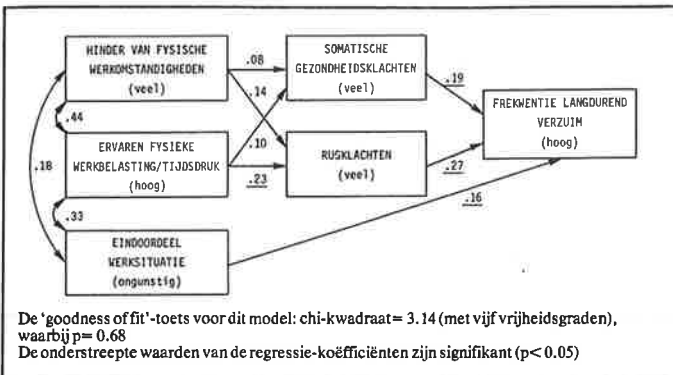 HINDER VAN FYSISCHE
WERKOMSTANDIGHEDEN
(veel)
.08
SOMATISCHE
GEZONDHEIDSKLACHTEN
(veel)
.14
.19
FREKWENTIE LANGDUREND
VERZUIM
(hoog)
.44
ERVAREN FYSIEKE
WERKBELASTING/TIJDSDRUK
(hoog)
.10
.23
RUGKLACHTEN
(veel)
.27
.18
.16
.33
EINDOORDEEL
WERKSITUATIE
(ongunstig)
De 'goodness of fit'-toets voor dit model: chi-kwadraat= 3.14 (met vijf vrijheidsgraden),
waarbij p= 0.68
De onderstreepte waarden van de regressie-koëfficiënten zijn signifikant (p< 0.05)